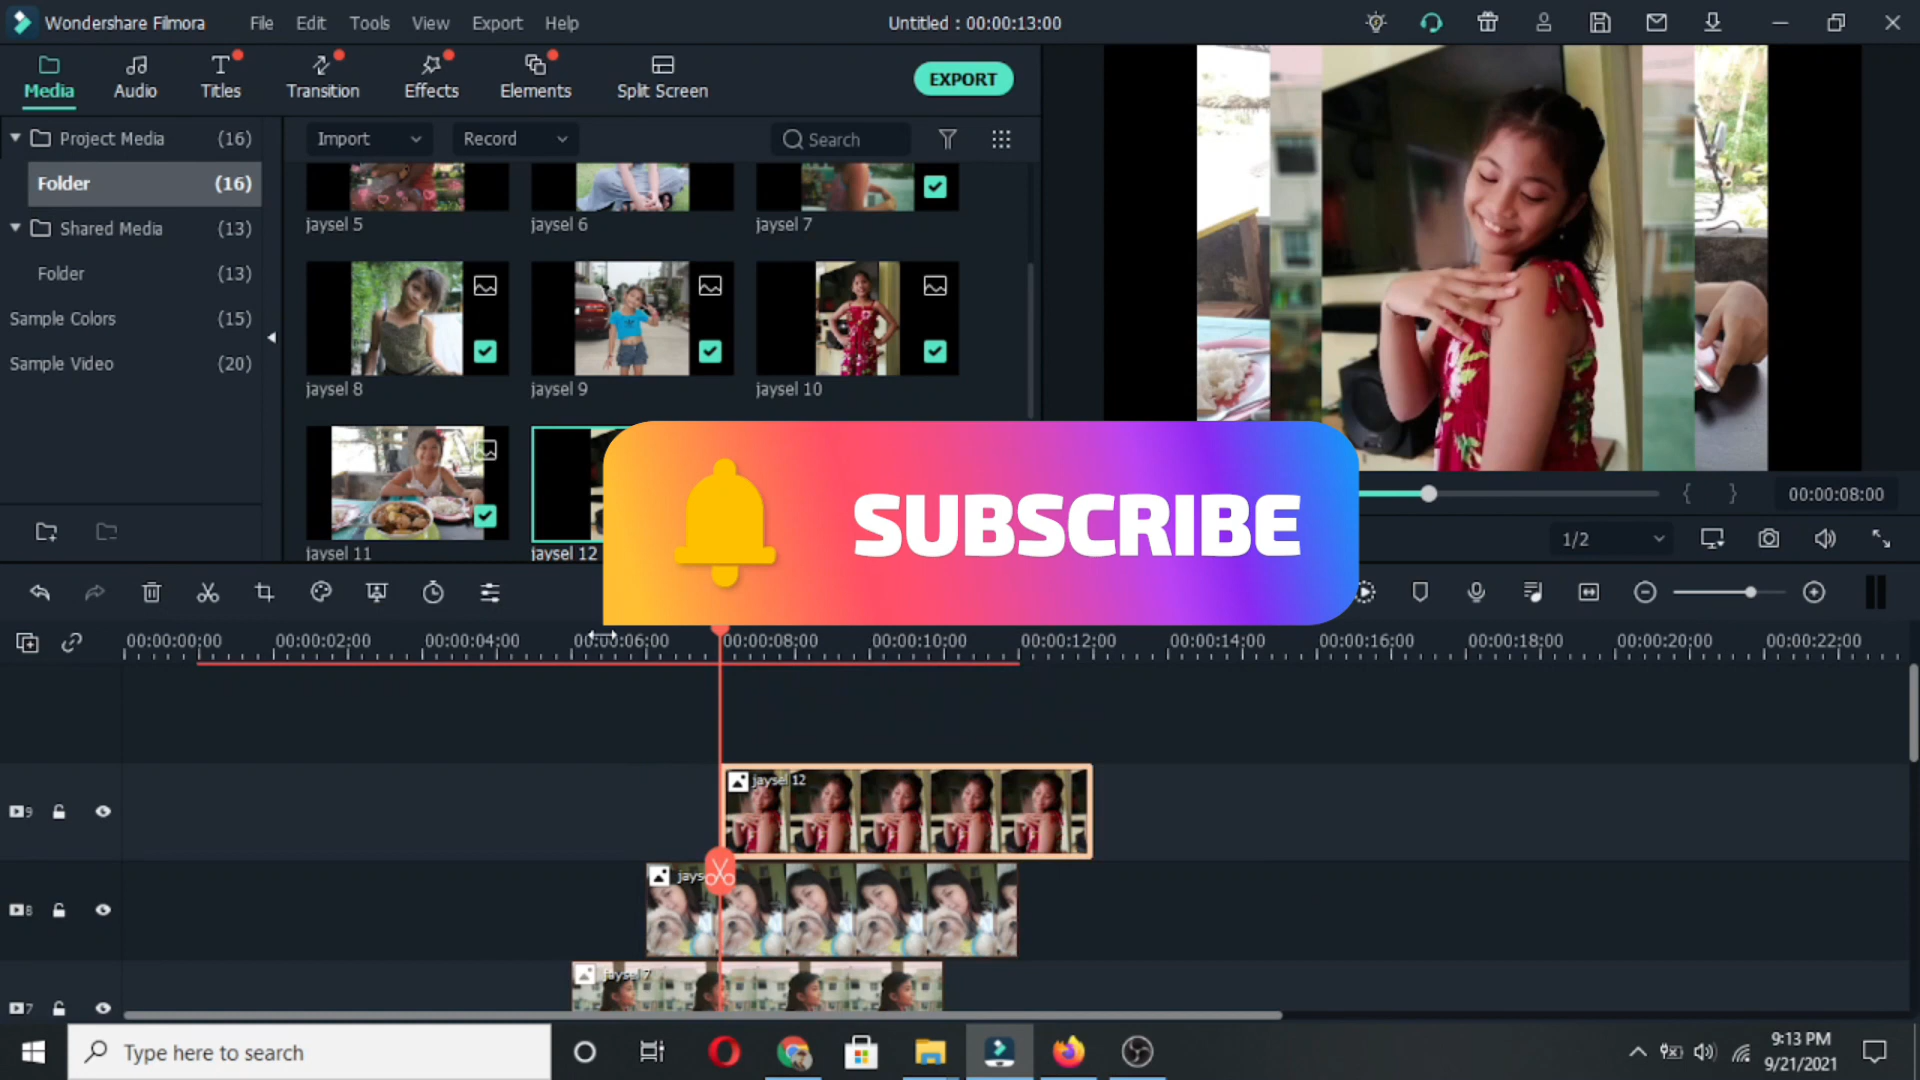 Wondershare Filmora File Edit Tools View Export Help Untitled : 00:00:13:00
Media Audio Titles Transition Effects Elements Split Screen EXPORT
Project Media (16) Import Record Search
Folder (16)
jaysel 5 jaysel 6 jaysel 7
Shared Media (13)
Folder (13)
Sample Colors (15)
Sample Video (20)
jaysel 8 jaysel 9 jaysel 10
SUBSCRIBE
00:00:08:00
1/2
jaysel 11 jaysel 12
00:00:00:00 00:00:02:00 00:00:04:00 00:00:06:00 00:00:08:00 00:00:10:00 00:00:12:00 00:00:14:00 00:00:16:00 00:00:18:00 00:00:20:00 00:00:22:00
jaysel 12
9
jays
8
jaysel 7
7
Type here to search
9:13 PM
9/21/2021